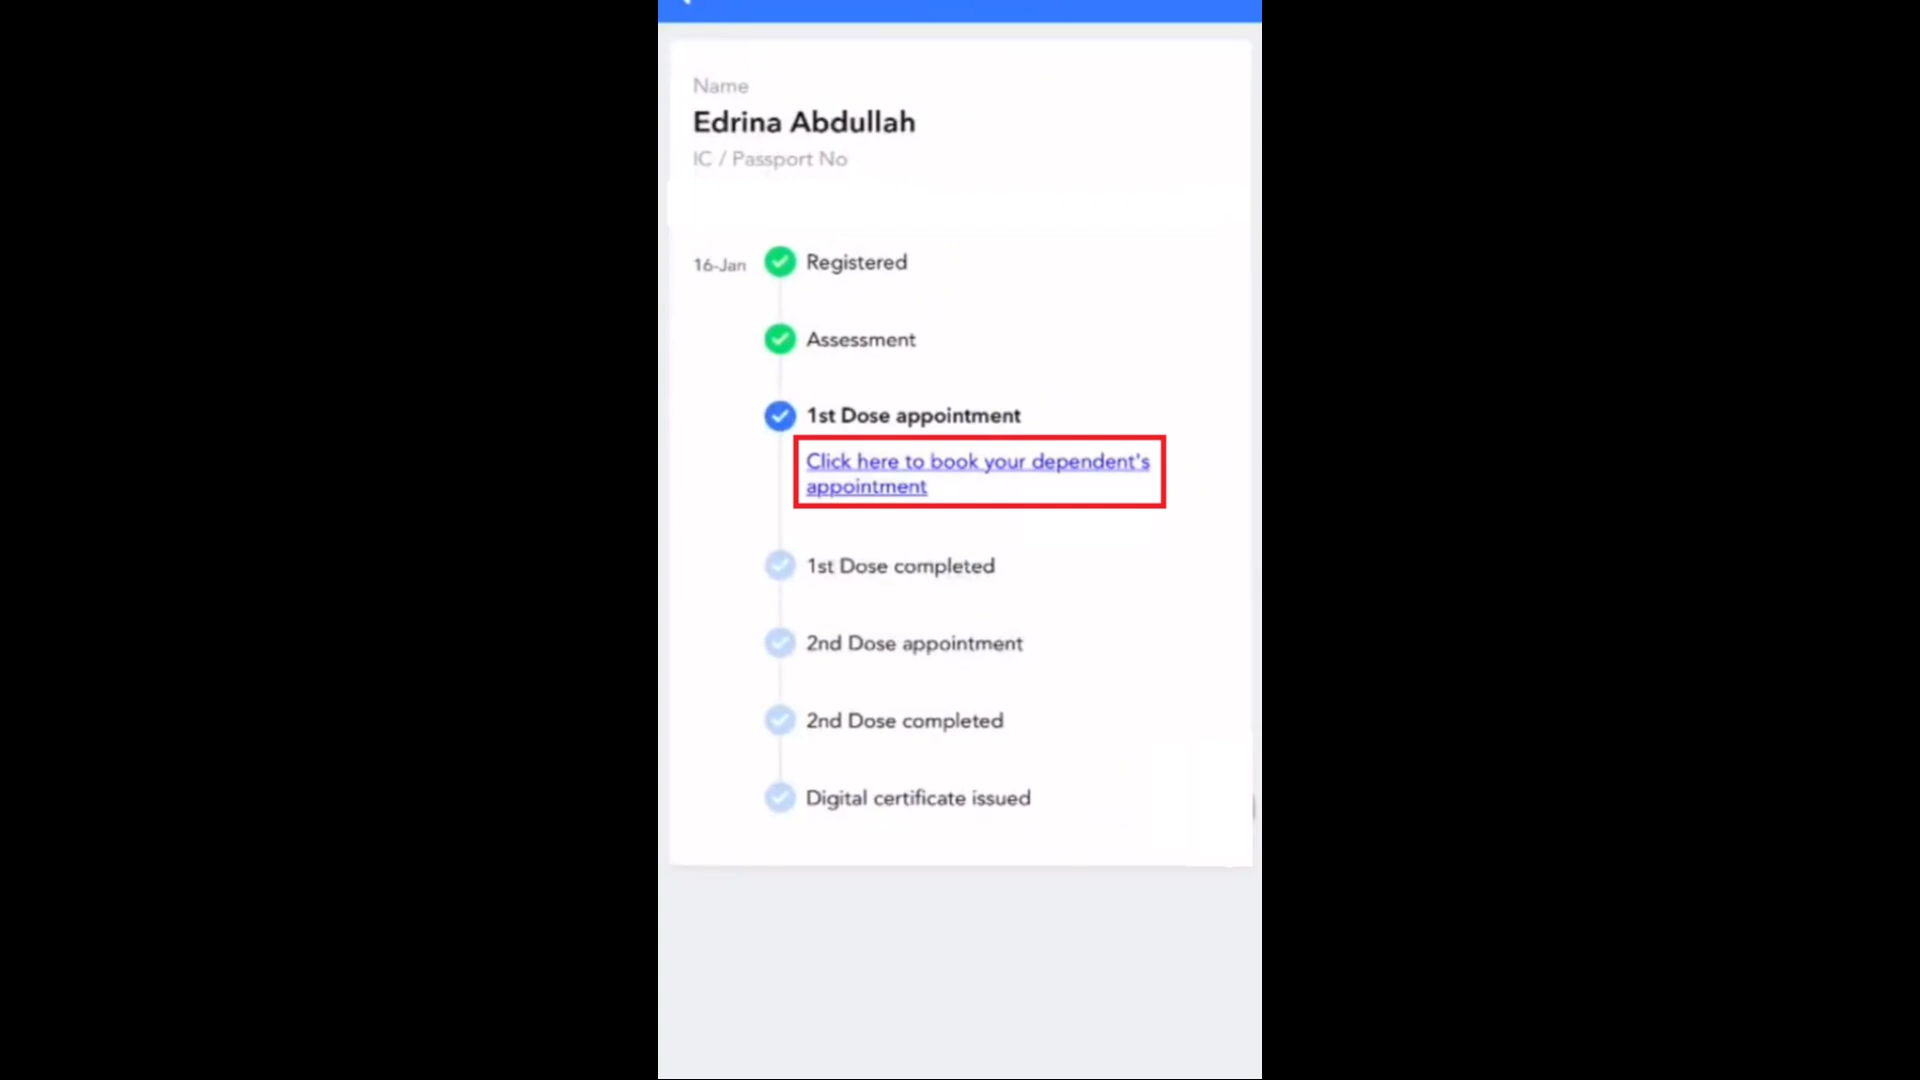 Name
Edrina Abdullah
IC / Passport No
16-Jan Registered
Assessment
1st Dose appointment
Click here to book your dependent's
appointment
1st Dose completed
2nd Dose appointment
2nd Dose completed
Digital certificate issued